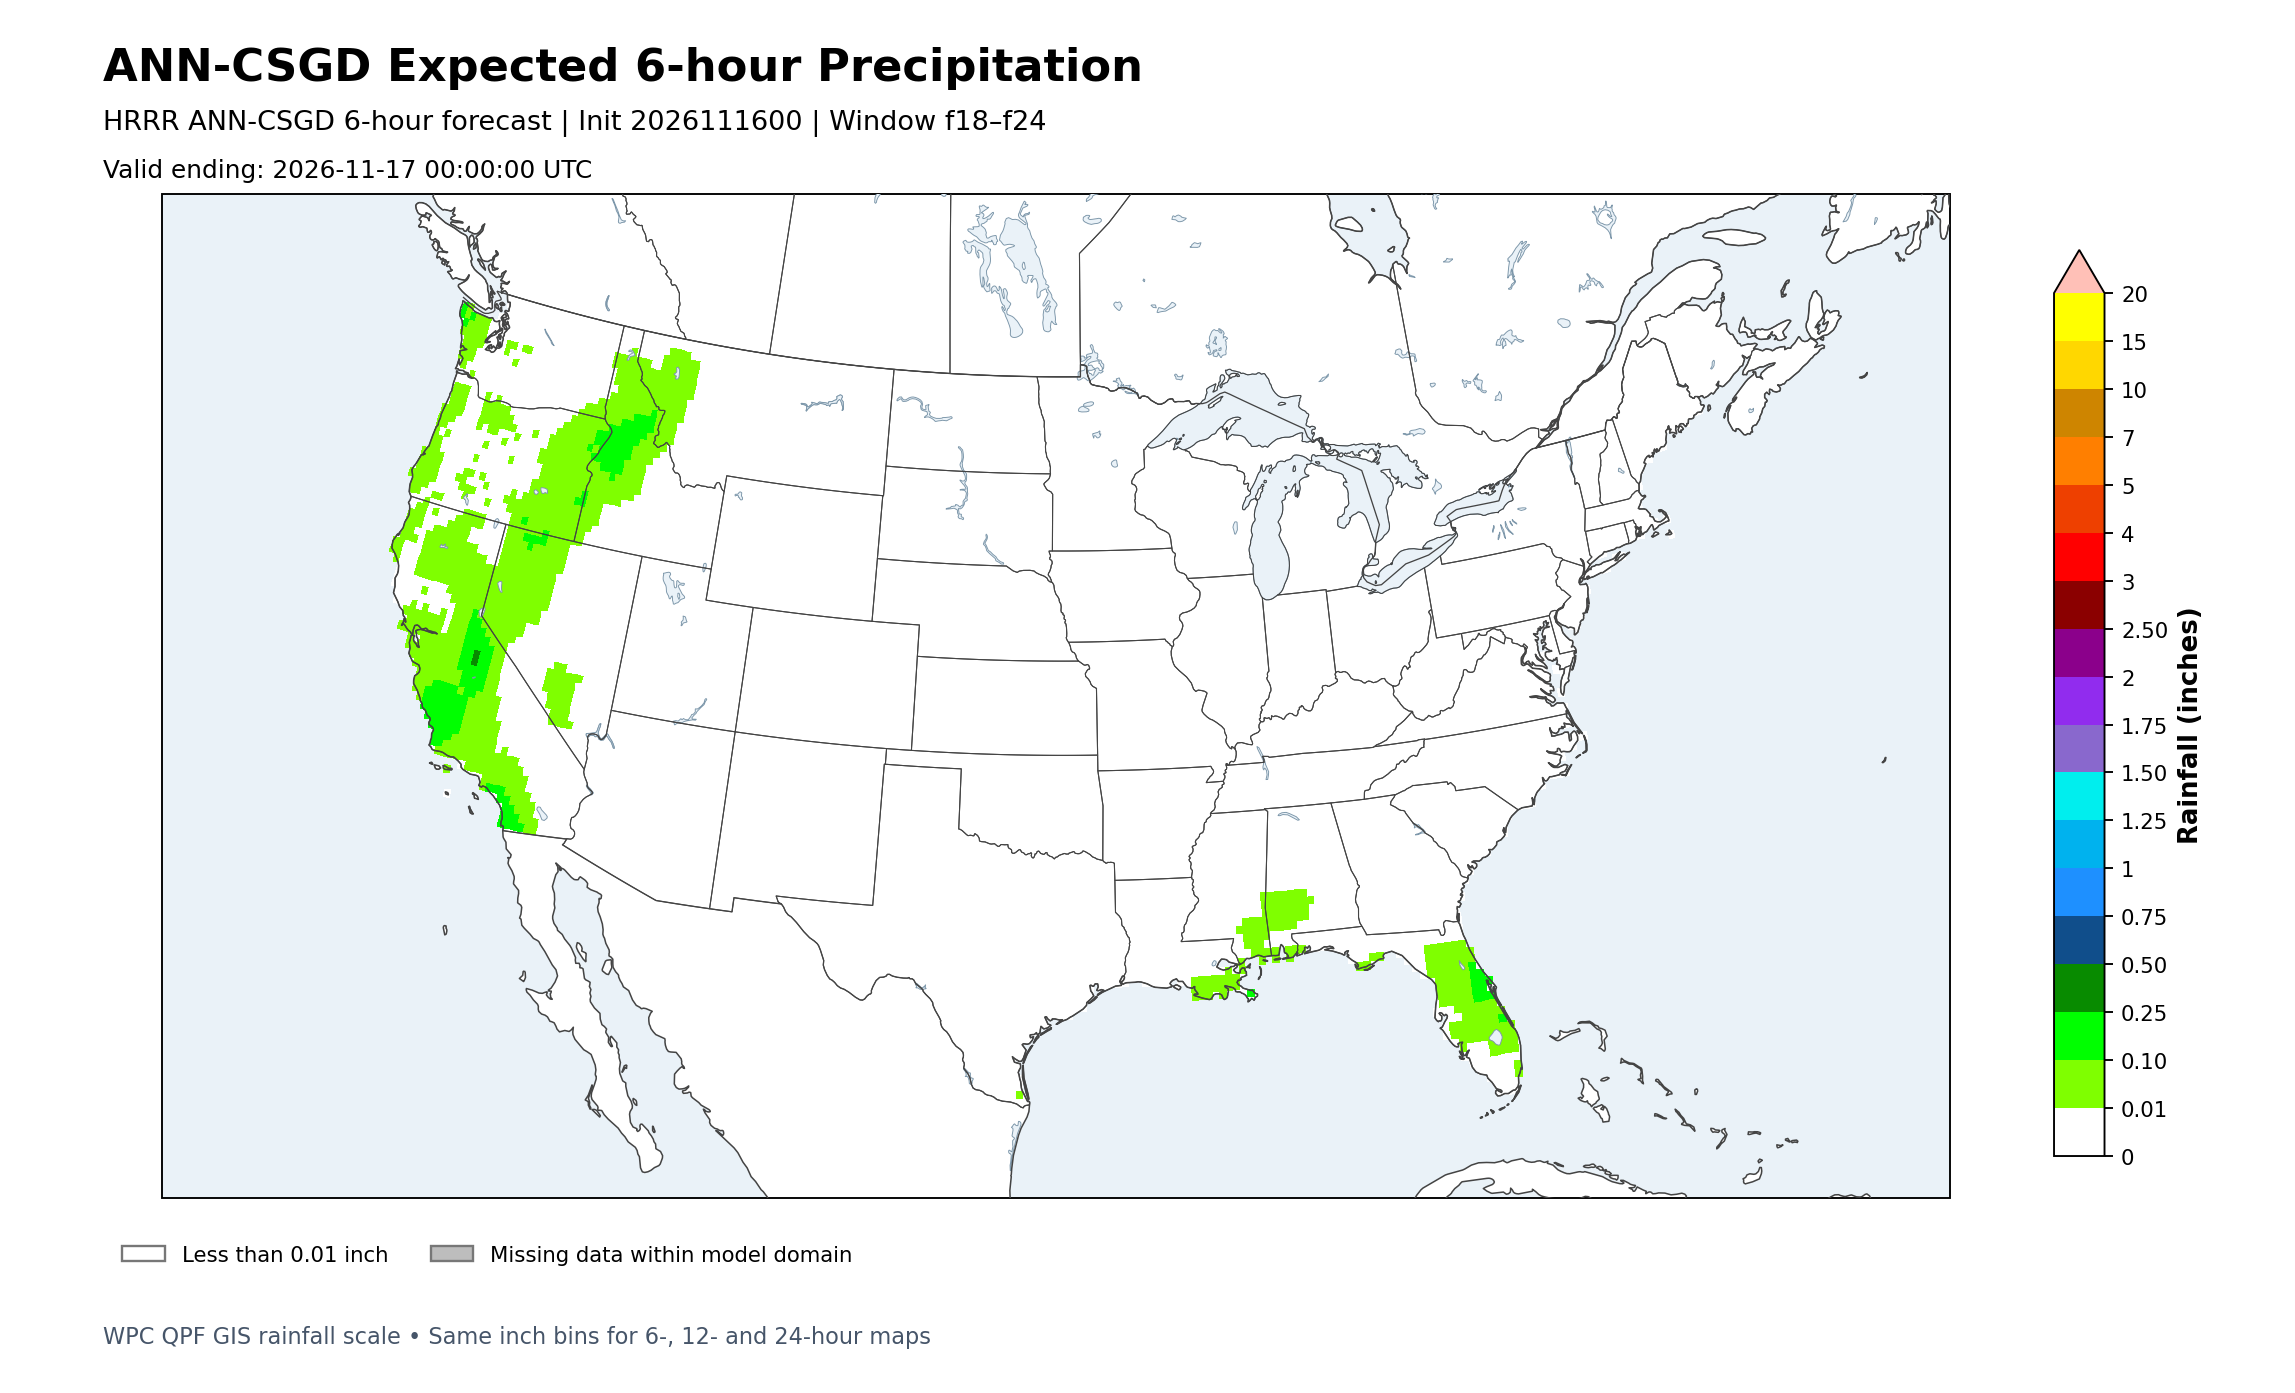 ANN-CSGD Expected 6-hour Precipitation
HRRR ANN-CSGD 6-hour forecast | Init 2026111600 | Window f18–f24
Valid ending: 2026-11-17 00:00:00 UTC
20
15
10
7
5
4
3
2.50
2
1.75
1.50
1.25
1
0.75
0.50
0.25
0.10
0.01
0
Rainfall (inches)
Less than 0.01 inch
Missing data within model domain
WPC QPF GIS rainfall scale • Same inch bins for 6-, 12- and 24-hour maps